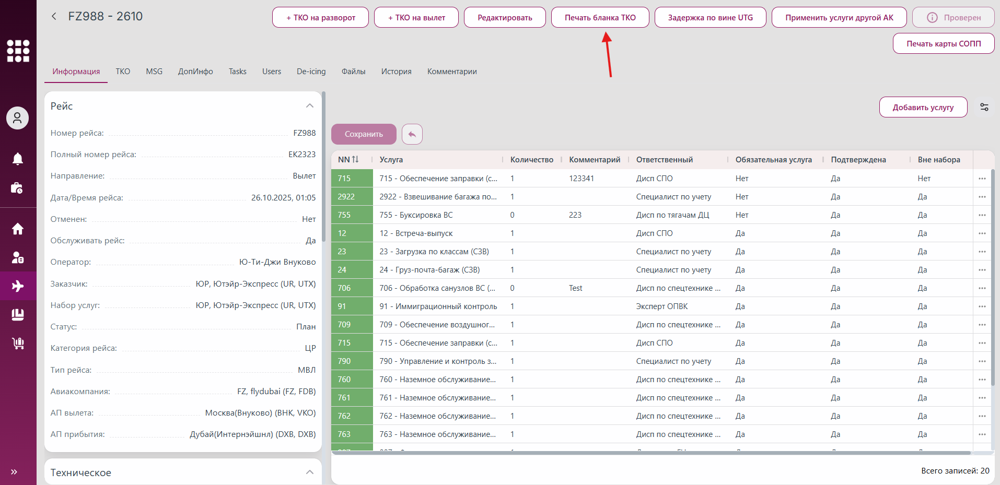 FZ988 - 2610
+ ТКО на разворот
+ ТКО на вылет
Редактировать
Печать бланка ТКО
Задержка по вине UTG
Применить услуги другой АК
Проверен
Печать карты СОПП
Информация ТКО MSG ДопИнфо Tasks Users De-icing Файлы История Комментарии
Рейс
Номер рейса: FZ988
Полный номер рейса: EK2323
Направление: Вылет
Дата/Время рейса: 26.10.2025, 01:05
Отменен: Нет
Обслуживать рейс: Да
Оператор: Ю-Ти-Джи Внуково
Заказчик: ЮР, Ютэйр-Экспресс (UR, UTX)
Набор услуг: ЮР, Ютэйр-Экспресс (UR, UTX)
Статус: План
Категория рейса: ЦР
Тип рейса: МВЛ
Авиакомпания: FZ, flydubai (FZ, FDB)
АП вылета: Москва(Внуково) (ВНК, VKO)
АП прибытия: Дубай(Интернэйшнл) (DXB, DXB)
Техническое
Добавить услугу
Сохранить
NN Услуга Количество Комментарий Ответственный Обязательная услуга Подтверждена Вне набора
715 715 - Обеспечение заправки (с... 1 123341 Дисп СПО Нет Да Нет
2922 2922 - Взвешивание багажа по... 1 Специалист по учету Нет Да Да
755 755 - Буксировка ВС 0 223 Дисп по тягачам ДЦ Нет Да Да
12 12 - Встреча-выпуск 1 Дисп СПО Да Да Да
23 23 - Загрузка по классам (СЗВ) 1 Специалист по учету Да Да Да
24 24 - Груз-почта-багаж (СЗВ) 1 Специалист по учету Да Да Да
706 706 - Обработка санузлов ВС (... 0 Test Дисп по спецтехнике ... Да Да Да
91 91 - Иммиграционный контроль 1 Эксперт ОПВК Да Да Да
709 709 - Обеспечение воздушног... 1 Дисп по спецтехнике ... Да Да Да
715 715 - Обеспечение заправки (с... 1 Дисп СПО Да Да Да
790 790 - Управление и контроль з... 1 Специалист по учету Да Да Да
760 760 - Наземное обслуживание... 1 Дисп по спецтехнике ... Да Да Да
761 761 - Наземное обслуживание... 1 Дисп по спецтехнике ... Да Да Да
762 762 - Наземное обслуживание... 1 Дисп по спецтехнике ... Да Да Да
763 763 - Наземное обслуживание... 1 Дисп по спецтехнике ... Да Да Да
Всего записей: 20